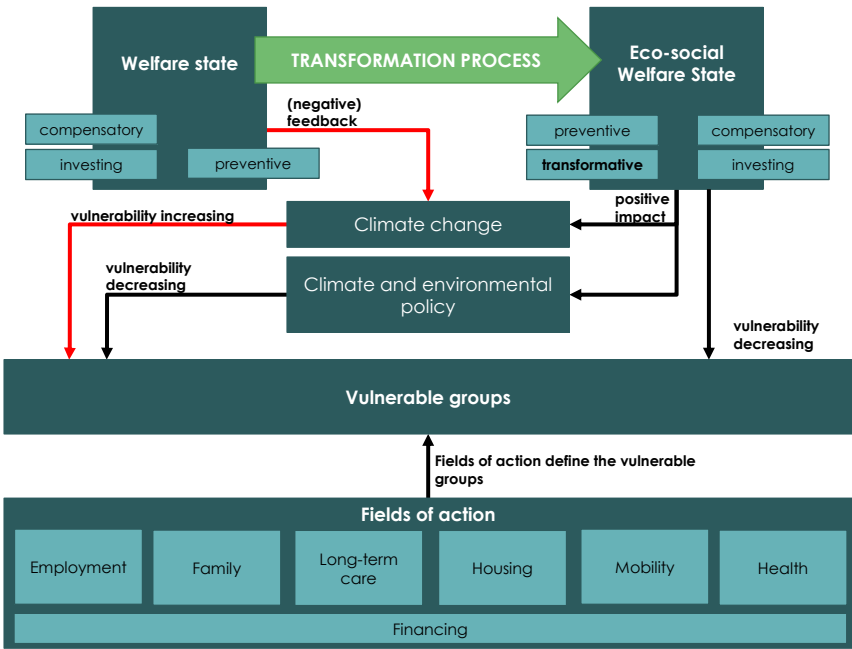 Welfare state
TRANSFORMATION PROCESS
Eco-social
Welfare State
compensatory
investing
preventive
(negative)
feedback
preventive
compensatory
transformative
investing
positive
impact
vulnerability increasing
Climate change
vulnerability
decreasing
Climate and environmental
policy
vulnerability
decreasing
Vulnerable groups
Fields of action define the vulnerable
groups
Fields of action
Employment
Family
Long-term
care
Housing
Mobility
Health
Financing